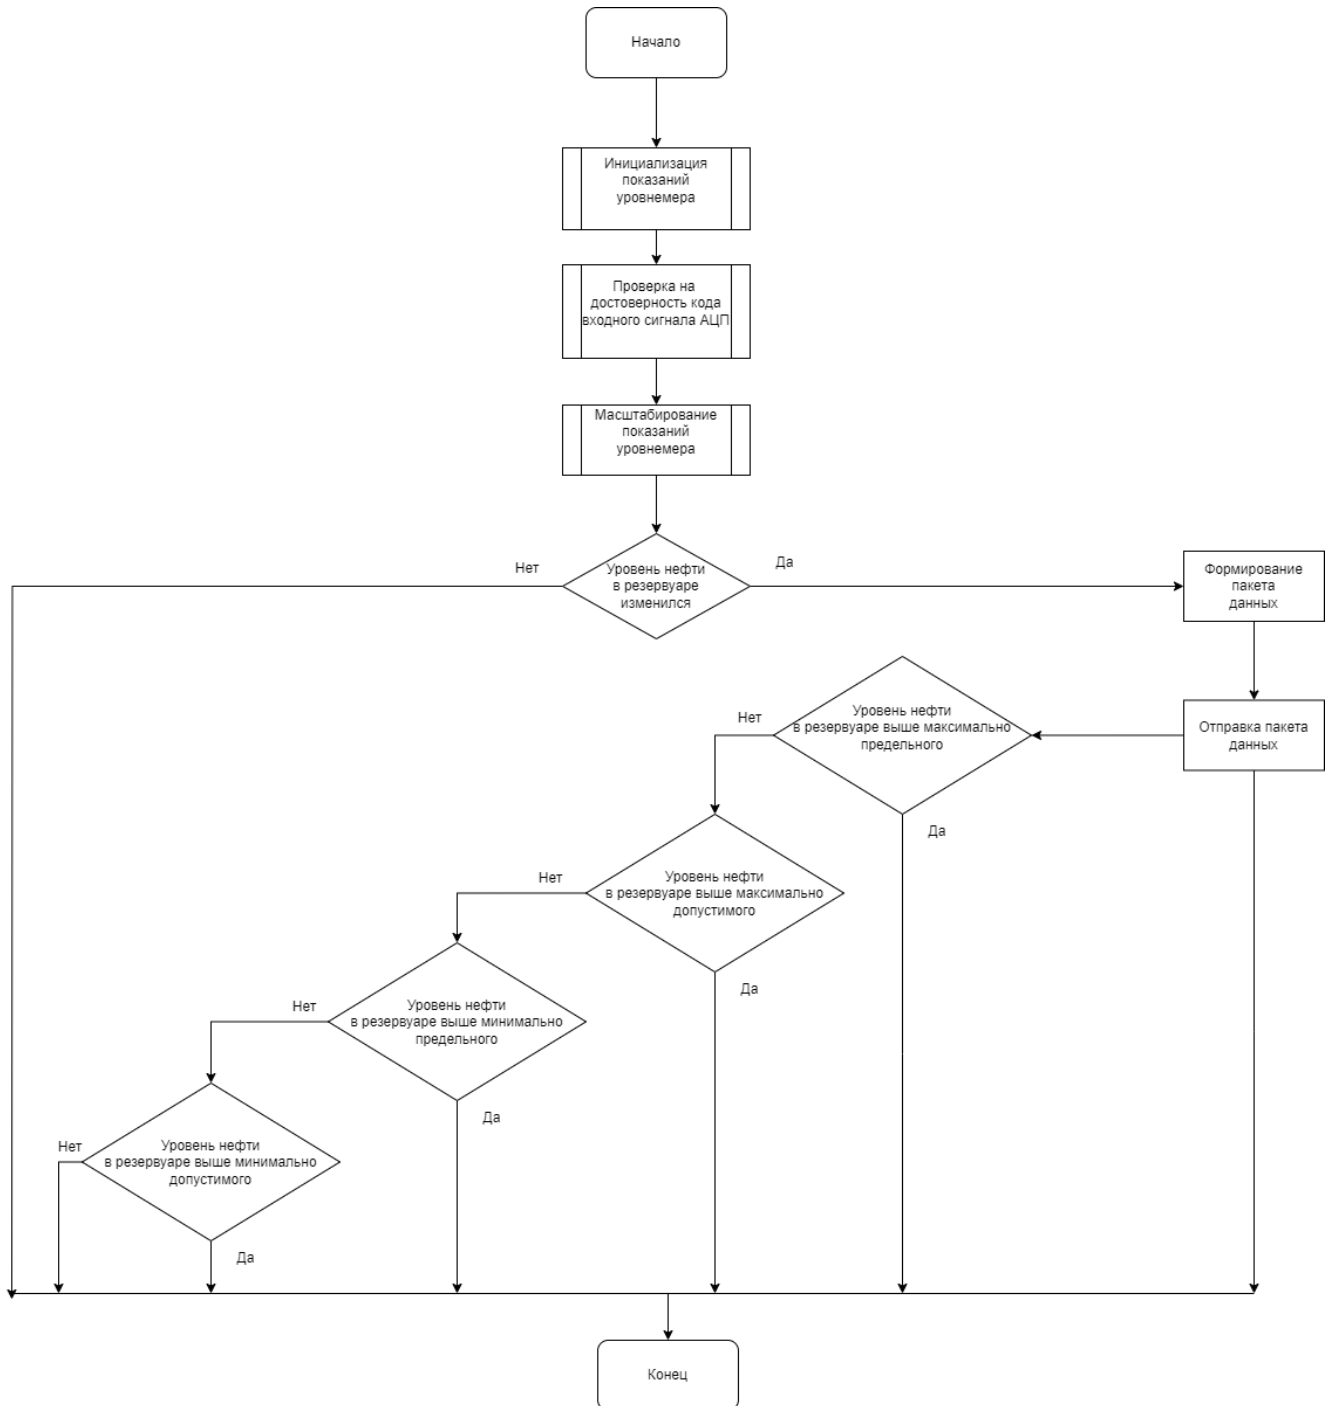 Начало
Инициализация
показаний
уровнемера
Проверка на
достоверность кода
входного сигнала АЦП
Масштабирование
показаний
уровнемера
Нет
Уровень нефти
в резервуаре
изменился
Да
Формирование
пакета
данных
Нет
Уровень нефти
в резервуаре выше максимально
предельного
Отправка пакета
данных
Да
Нет
Уровень нефти
в резервуаре выше максимально
допустимого
Да
Нет
Уровень нефти
в резервуаре выше минимально
предельного
Да
Нет
Уровень нефти
в резервуаре выше минимально
допустимого
Да
Конец